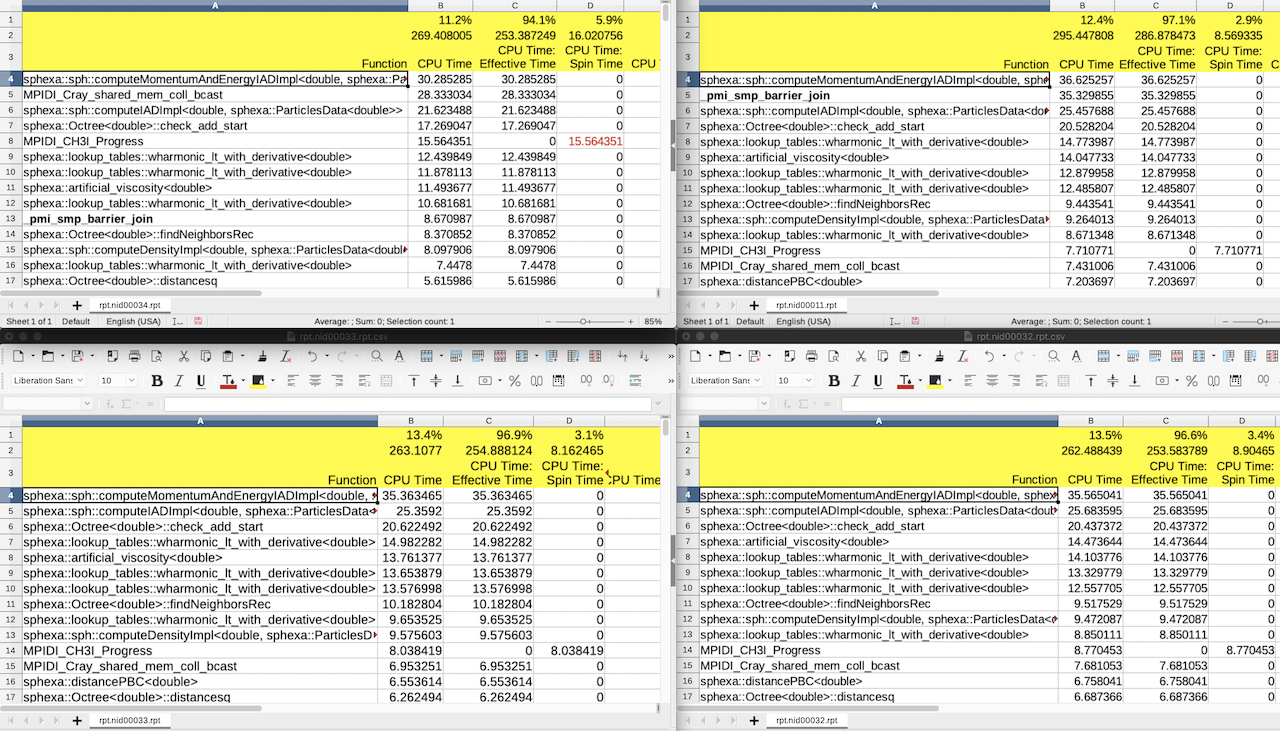 A B C D
1 11.2% 94.1% 5.9%
2 269.408005 253.387249 16.020756
3 Function CPU Time CPU Time: Effective Time CPU Time: Spin Time CPU
4 sphexa::sph::computeMomentumAndEnergyIADImpl<double, sphexa::Pa 30.285285 30.285285 0
5 MPIDI_Cray_shared_mem_coll_bcast 28.333034 28.333034 0
6 sphexa::sph::computeIADImpl<double, sphexa::ParticlesData<double>> 21.623488 21.623488 0
7 sphexa::Octree<double>::check_add_start 17.269047 17.269047 0
8 MPIDI_CH3I_Progress 15.564351 0 15.564351
9 sphexa::lookup_tables::wharmonic_lt_with_derivative<double> 12.439849 12.439849 0
10 sphexa::lookup_tables::wharmonic_lt_with_derivative<double> 11.878113 11.878113 0
11 sphexa::artificial_viscosity<double> 11.493677 11.493677 0
12 sphexa::lookup_tables::wharmonic_lt_with_derivative<double> 10.681681 10.681681 0
13 _pmi_smp_barrier_join 8.670987 8.670987 0
14 sphexa::Octree<double>::findNeighborsRec 8.370852 8.370852 0
15 sphexa::sph::computeDensityImpl<double, sphexa::ParticlesData<doubl 8.097906 8.097906 0
16 sphexa::lookup_tables::wharmonic_lt_with_derivative<double> 7.4478 7.4478 0
17 sphexa::Octree<double>::distancesq 5.615986 5.615986 0
rpt.nid00034.rpt
Sheet 1 of 1 Default English (USA) Average: ; Sum: 0; Selection count: 1 85%
A B C D
1 12.4% 97.1% 2.9%
2 295.447808 286.878473 8.569335
3 Function CPU Time CPU Time: Effective Time CPU Time: Spin Time C
4 sphexa::sph::computeMomentumAndEnergyIADImpl<double, sphe 36.625257 36.625257 0
5 _pmi_smp_barrier_join 35.329855 35.329855 0
6 sphexa::sph::computeIADImpl<double, sphexa::ParticlesData<dou 25.457688 25.457688 0
7 sphexa::Octree<double>::check_add_start 20.528204 20.528204 0
8 sphexa::lookup_tables::wharmonic_lt_with_derivative<double> 14.773987 14.773987 0
9 sphexa::artificial_viscosity<double> 14.047733 14.047733 0
10 sphexa::lookup_tables::wharmonic_lt_with_derivative<double> 12.879958 12.879958 0
11 sphexa::lookup_tables::wharmonic_lt_with_derivative<double> 12.485807 12.485807 0
12 sphexa::Octree<double>::findNeighborsRec 9.443541 9.443541 0
13 sphexa::sph::computeDensityImpl<double, sphexa::ParticlesData 9.264013 9.264013 0
14 sphexa::lookup_tables::wharmonic_lt_with_derivative<double> 8.671348 8.671348 0
15 MPIDI_CH3I_Progress 7.710771 0 7.710771
16 MPIDI_Cray_shared_mem_coll_bcast 7.431006 7.431006 0
17 sphexa::distancePBC<double> 7.203697 7.203697 0
rpt.nid00011.rpt
Sheet 1 of 1 Default English (USA) Average: ; Sum: 0; Selection count: 1
rpt.nid00033.rpt.csv
Liberation Sans 10 B I U
A B C D
1 13.4% 96.9% 3.1%
2 263.1077 254.888124 8.162465
3 Function CPU Time CPU Time: Effective Time CPU Time: Spin Time CPU Time
4 sphexa::sph::computeMomentumAndEnergyIADImpl<double, 35.363465 35.363465 0
5 sphexa::sph::computeIADImpl<double, sphexa::ParticlesData< 25.3592 25.3592 0
6 sphexa::Octree<double>::check_add_start 20.622492 20.622492 0
7 sphexa::lookup_tables::wharmonic_lt_with_derivative<double> 14.982282 14.982282 0
8 sphexa::artificial_viscosity<double> 13.761377 13.761377 0
9 sphexa::lookup_tables::wharmonic_lt_with_derivative<double> 13.653879 13.653879 0
10 sphexa::lookup_tables::wharmonic_lt_with_derivative<double> 13.576998 13.576998 0
11 sphexa::Octree<double>::findNeighborsRec 10.182804 10.182804 0
12 sphexa::lookup_tables::wharmonic_lt_with_derivative<double> 9.653525 9.653525 0
13 sphexa::sph::computeDensityImpl<double, sphexa::ParticlesD 9.575603 9.575603 0
14 MPIDI_CH3I_Progress 8.038419 0 8.038419
15 MPIDI_Cray_shared_mem_coll_bcast 6.953251 6.953251 0
16 sphexa::distancePBC<double> 6.553614 6.553614 0
17 sphexa::Octree<double>::distancesq 6.262494 6.262494 0
rpt.nid00033.rpt
rpt.nid00032.rpt.csv
Liberation Sans 10 B I U
A B C D
1 13.5% 96.6% 3.4%
2 262.488439 253.583789 8.90465
3 Function CPU Time CPU Time: Effective Time CPU Time: Spin Time
4 sphexa::sph::computeMomentumAndEnergyIADImpl<double, sphex 35.565041 35.565041 0
5 sphexa::sph::computeIADImpl<double, sphexa::ParticlesData<doub 25.683595 25.683595 0
6 sphexa::Octree<double>::check_add_start 20.437372 20.437372 0
7 sphexa::artificial_viscosity<double> 14.473644 14.473644 0
8 sphexa::lookup_tables::wharmonic_lt_with_derivative<double> 14.103776 14.103776 0
9 sphexa::lookup_tables::wharmonic_lt_with_derivative<double> 13.329779 13.329779 0
10 sphexa::lookup_tables::wharmonic_lt_with_derivative<double> 12.557705 12.557705 0
11 sphexa::Octree<double>::findNeighborsRec 9.517529 9.517529 0
12 sphexa::sph::computeDensityImpl<double, sphexa::ParticlesData< 9.472087 9.472087 0
13 sphexa::lookup_tables::wharmonic_lt_with_derivative<double> 8.850111 8.850111 0
14 MPIDI_CH3I_Progress 8.770453 0 8.770453
15 MPIDI_Cray_shared_mem_coll_bcast 7.681053 7.681053 0
16 sphexa::distancePBC<double> 6.758041 6.758041 0
17 sphexa::Octree<double>::distancesq 6.687366 6.687366 0
rpt.nid00032.rpt